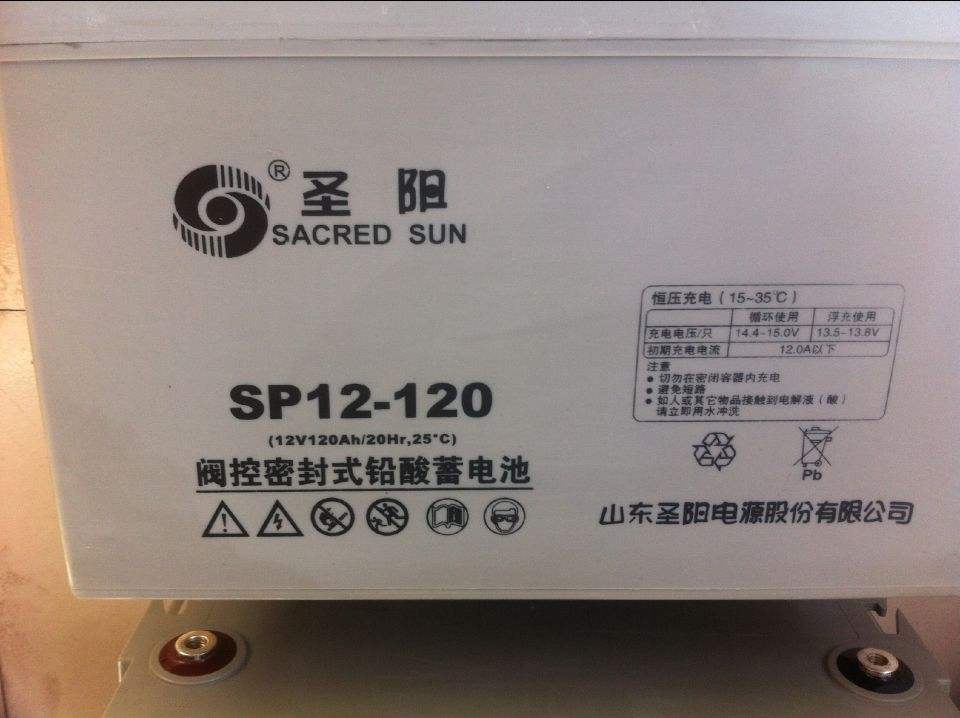 ® 圣阳
SACRED SUN
恒压充电（15~35℃）
循环使用 浮充使用
充电电压/只 14.4-15.0V 13.5-13.8V
初期充电电流 12.0A以下
注意
● 切勿在密闭容器内充电
● 避免短路
● 如人或其它物品接触到电解液（酸）
请立即用水冲洗
SP12-120
(12V120Ah/20Hr,25°C)
阀控密封式铅酸蓄电池
Pb
山东圣阳电源股份有限公司